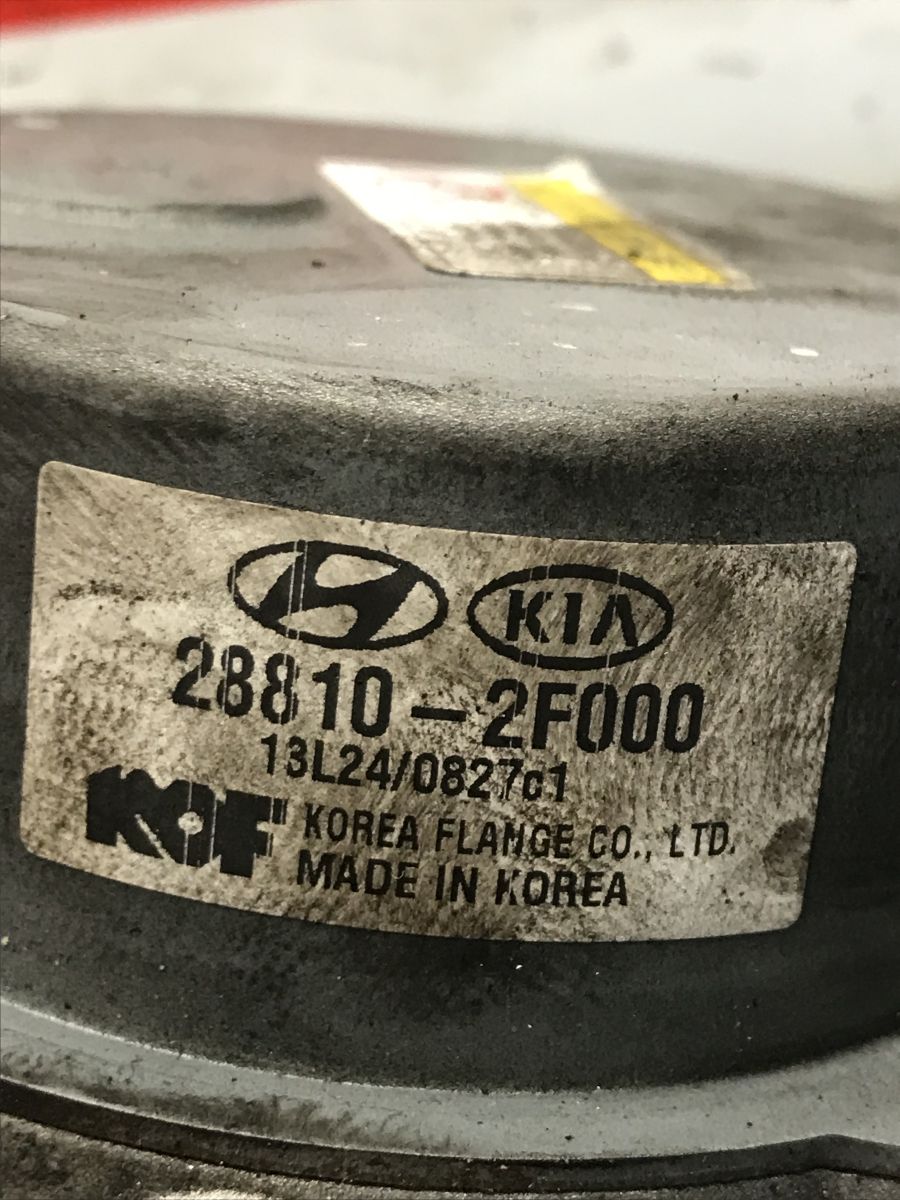 KIA
28810-2F000
13L24/0827c1
KOF KOREA FLANGE CO., LTD.
MADE IN KOREA